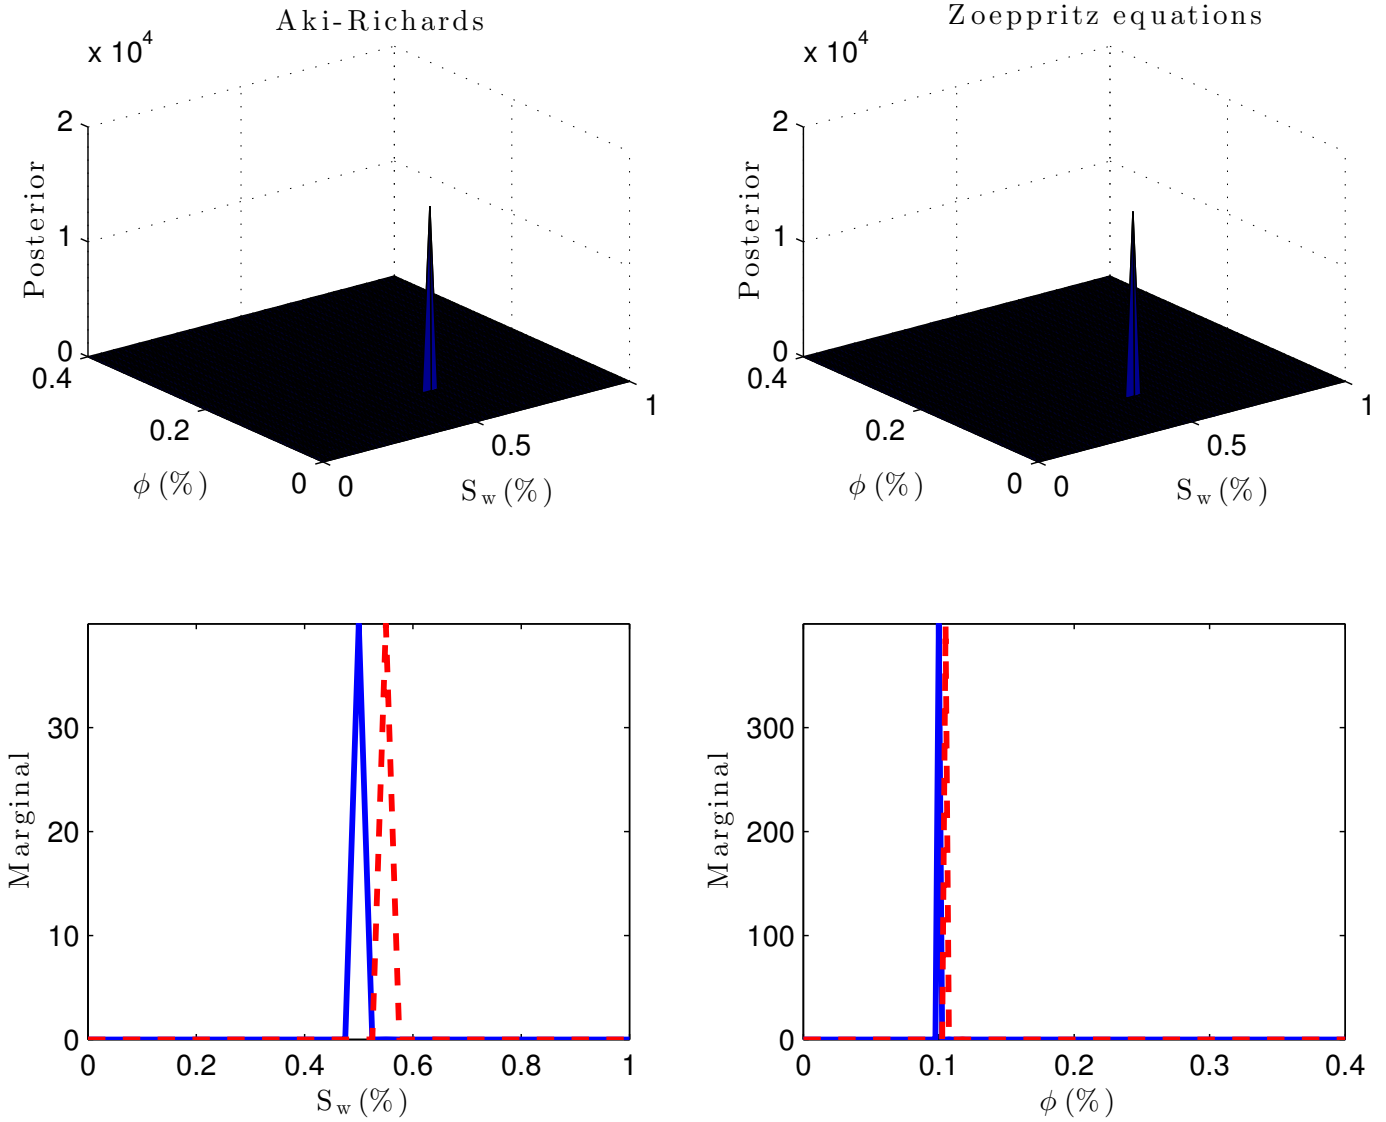 Aki-Richards
x 10^4
2
1
0
Posterior
0.4
0.2
0
ϕ (%)
0
0.5
1
S_w (%)
Zoeppritz equations
x 10^4
2
1
0
Posterior
0.4
0.2
0
ϕ (%)
0
0.5
1
S_w (%)
30
20
10
0
Marginal
0 0.2 0.4 0.6 0.8 1
S_w (%)
300
200
100
0
Marginal
0 0.1 0.2 0.3 0.4
ϕ (%)